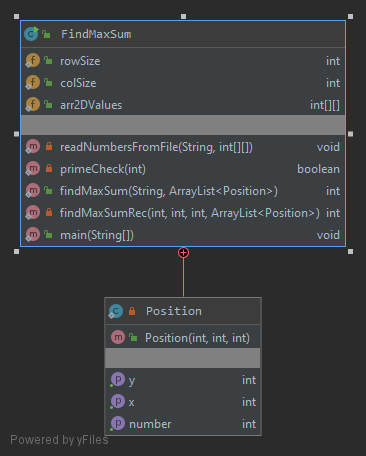 FindMaxSum
rowSize int
colSize int
arr2DValues int[][]
readNumbersFromFile(String, int[][]) void
primeCheck(int) boolean
findMaxSum(String, ArrayList<Position>) int
findMaxSumRec(int, int, int, ArrayList<Position>) int
main(String[]) void
Position
Position(int, int, int)
y int
x int
number int
Powered by yFiles